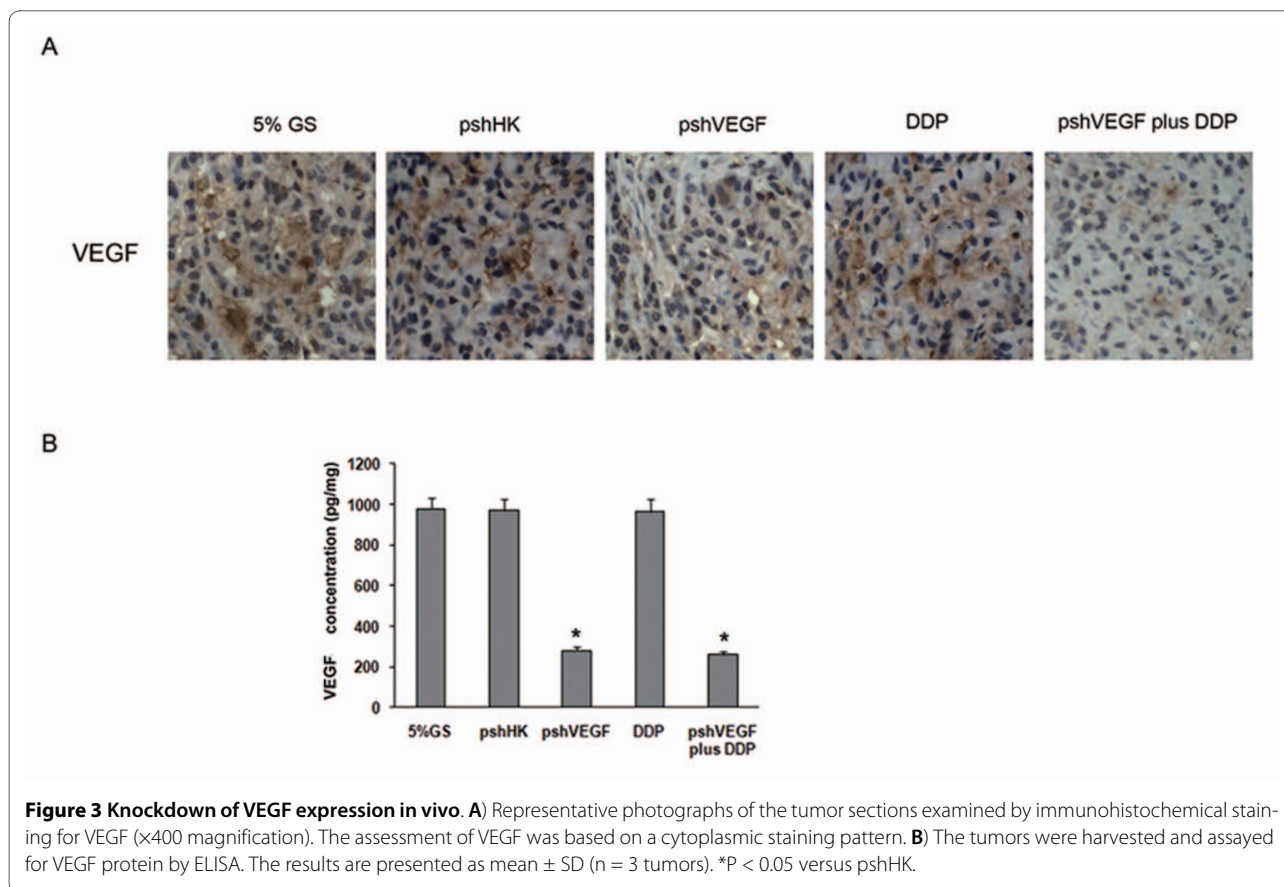 A
5% GS pshHK pshVEGF DDP pshVEGF plus DDP
VEGF
B
VEGF concentration (pg/mg)
1200
1000
800
600
400
200
0
*
*
5%GS pshHK pshVEGF DDP pshVEGF
plus DDP
Figure 3 Knockdown of VEGF expression in vivo. A) Representative photographs of the tumor sections examined by immunohistochemical stain-
ing for VEGF (×400 magnification). The assessment of VEGF was based on a cytoplasmic staining pattern. B) The tumors were harvested and assayed
for VEGF protein by ELISA. The results are presented as mean ± SD (n = 3 tumors). *P < 0.05 versus pshHK.